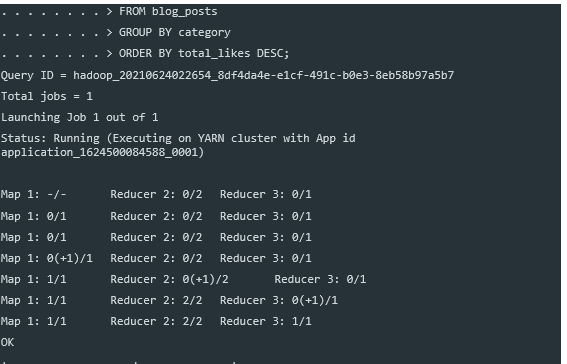 . . . . . . . . > FROM blog_posts
. . . . . . . . > GROUP BY category
. . . . . . . . > ORDER BY total_likes DESC;
Query ID = hadoop_20210624022654_8df4da4e-e1cf-491c-b0e3-8eb58b97a5b7
Total jobs = 1
Launching Job 1 out of 1
Status: Running (Executing on YARN cluster with App id
application_1624500084588_0001)
Map 1: -/- Reducer 2: 0/2 Reducer 3: 0/1
Map 1: 0/1 Reducer 2: 0/2 Reducer 3: 0/1
Map 1: 0/1 Reducer 2: 0/2 Reducer 3: 0/1
Map 1: 0(+1)/1 Reducer 2: 0/2 Reducer 3: 0/1
Map 1: 1/1 Reducer 2: 0(+1)/2 Reducer 3: 0/1
Map 1: 1/1 Reducer 2: 2/2 Reducer 3: 0(+1)/1
Map 1: 1/1 Reducer 2: 2/2 Reducer 3: 1/1
OK